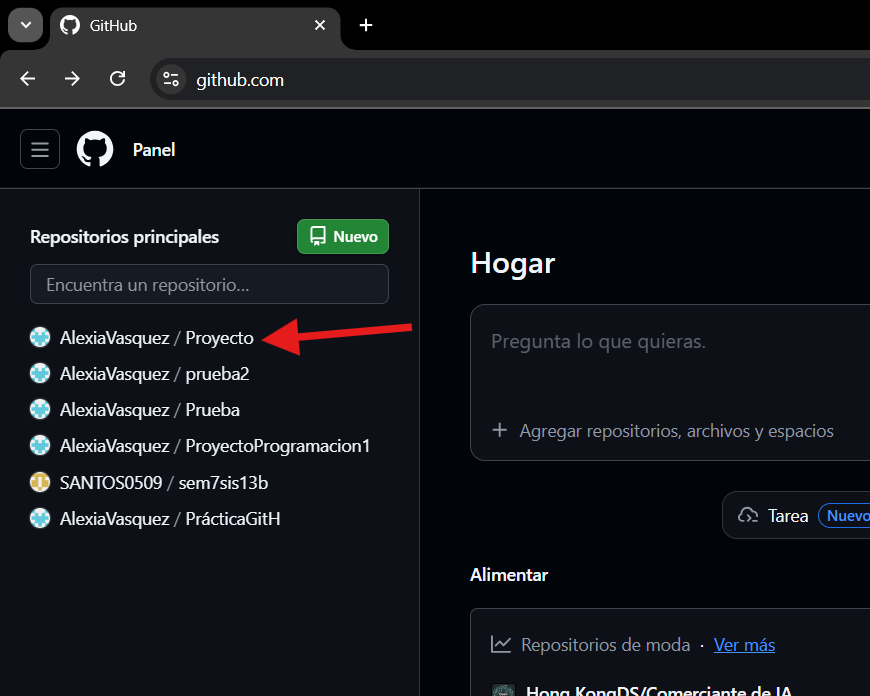 GitHub
github.com
Panel
Repositorios principales
Nuevo
Encuentra un repositorio...
AlexiaVasquez / Proyecto
AlexiaVasquez / prueba2
AlexiaVasquez / Prueba
AlexiaVasquez / ProyectoProgramacion1
SANTOS0509 / sem7sis13b
AlexiaVasquez / PrácticaGitH
Hogar
Pregunta lo que quieras.
Agregar repositorios, archivos y espacios
Tarea Nuevo
Alimentar
Repositorios de moda · Ver más
Hong KongDS/Comerciante de IA